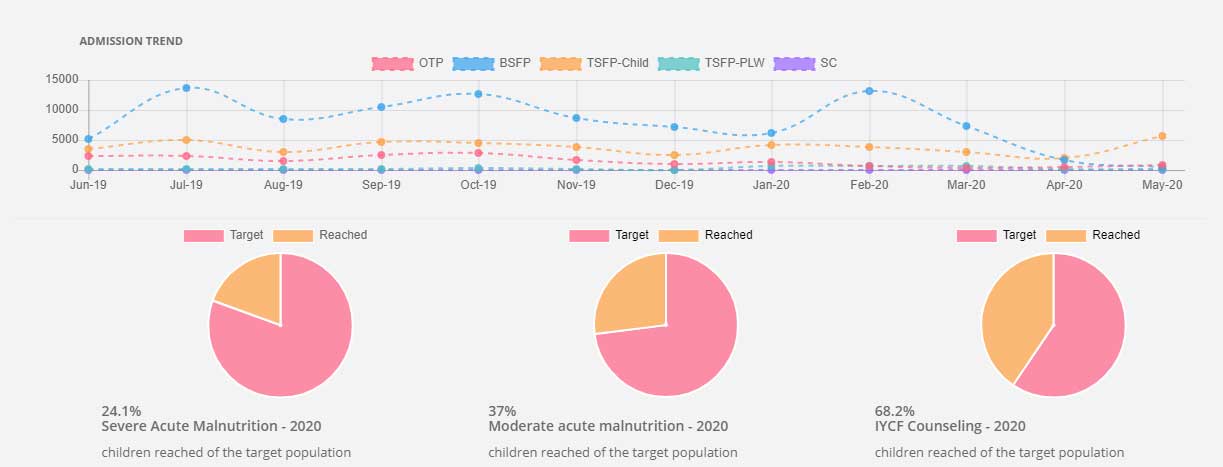 ADMISSION TREND
OTP BSFP TSFP-Child TSFP-PLW SC
15000
10000
5000
0
Jun-19 Jul-19 Aug-19 Sep-19 Oct-19 Nov-19 Dec-19 Jan-20 Feb-20 Mar-20 Apr-20 May-20
Target Reached Target Reached Target Reached
24.1% 37% 68.2%
Severe Acute Malnutrition - 2020 Moderate acute malnutrition - 2020 IYCF Counseling - 2020
children reached of the target population children reached of the target population children reached of the target population